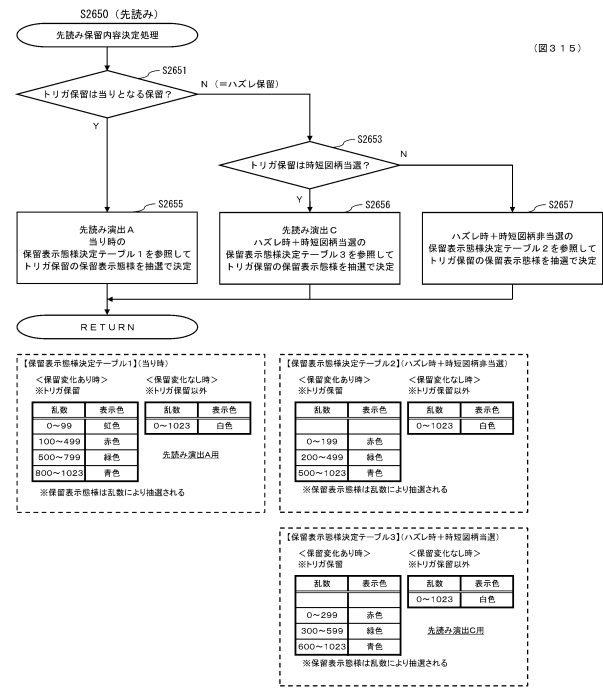 S2650（先読み）
先読み保留内容決定処理
（図３１５）
S2651
トリガ保留は当りとなる保留？
N（＝ハズレ保留）
Y
S2653
トリガ保留は時短図柄当選？
N
Y
S2655
先読み演出A
当り時の
保留表示態様決定テーブル１を参照して
トリガ保留の保留表示態様を抽選で決定
S2656
先読み演出C
ハズレ時＋時短図柄当選の
保留表示態様決定テーブル３を参照して
トリガ保留の保留表示態様を抽選で決定
S2657
ハズレ時＋時短図柄非当選の
保留表示態様決定テーブル２を参照して
トリガ保留の保留表示態様を抽選で決定
ＲＥＴＵＲＮ
【保留表示態様決定テーブル1】（当り時）
＜保留変化あり時＞ ＜保留変化なし時＞
※トリガ保留 ※トリガ保留以外
乱数 表示色 乱数 表示色
0～99 虹色 0～1023 白色
100～499 赤色
500～799 緑色
800～1023 青色
先読み演出A用
※保留表示態様は乱数により抽選される
【保留表示態様決定テーブル2】（ハズレ時＋時短図柄非当選）
＜保留変化あり時＞ ＜保留変化なし時＞
※トリガ保留 ※トリガ保留以外
乱数 表示色 乱数 表示色
0～1023 白色
0～199 赤色
200～499 緑色
500～1023 青色
※保留表示態様は乱数により抽選される
【保留表示態様決定テーブル3】（ハズレ時＋時短図柄当選）
＜保留変化あり時＞ ＜保留変化なし時＞
※トリガ保留 ※トリガ保留以外
乱数 表示色 乱数 表示色
0～1023 白色
0～299 赤色
300～599 緑色
600～1023 青色
先読み演出C用
※保留表示態様は乱数により抽選される